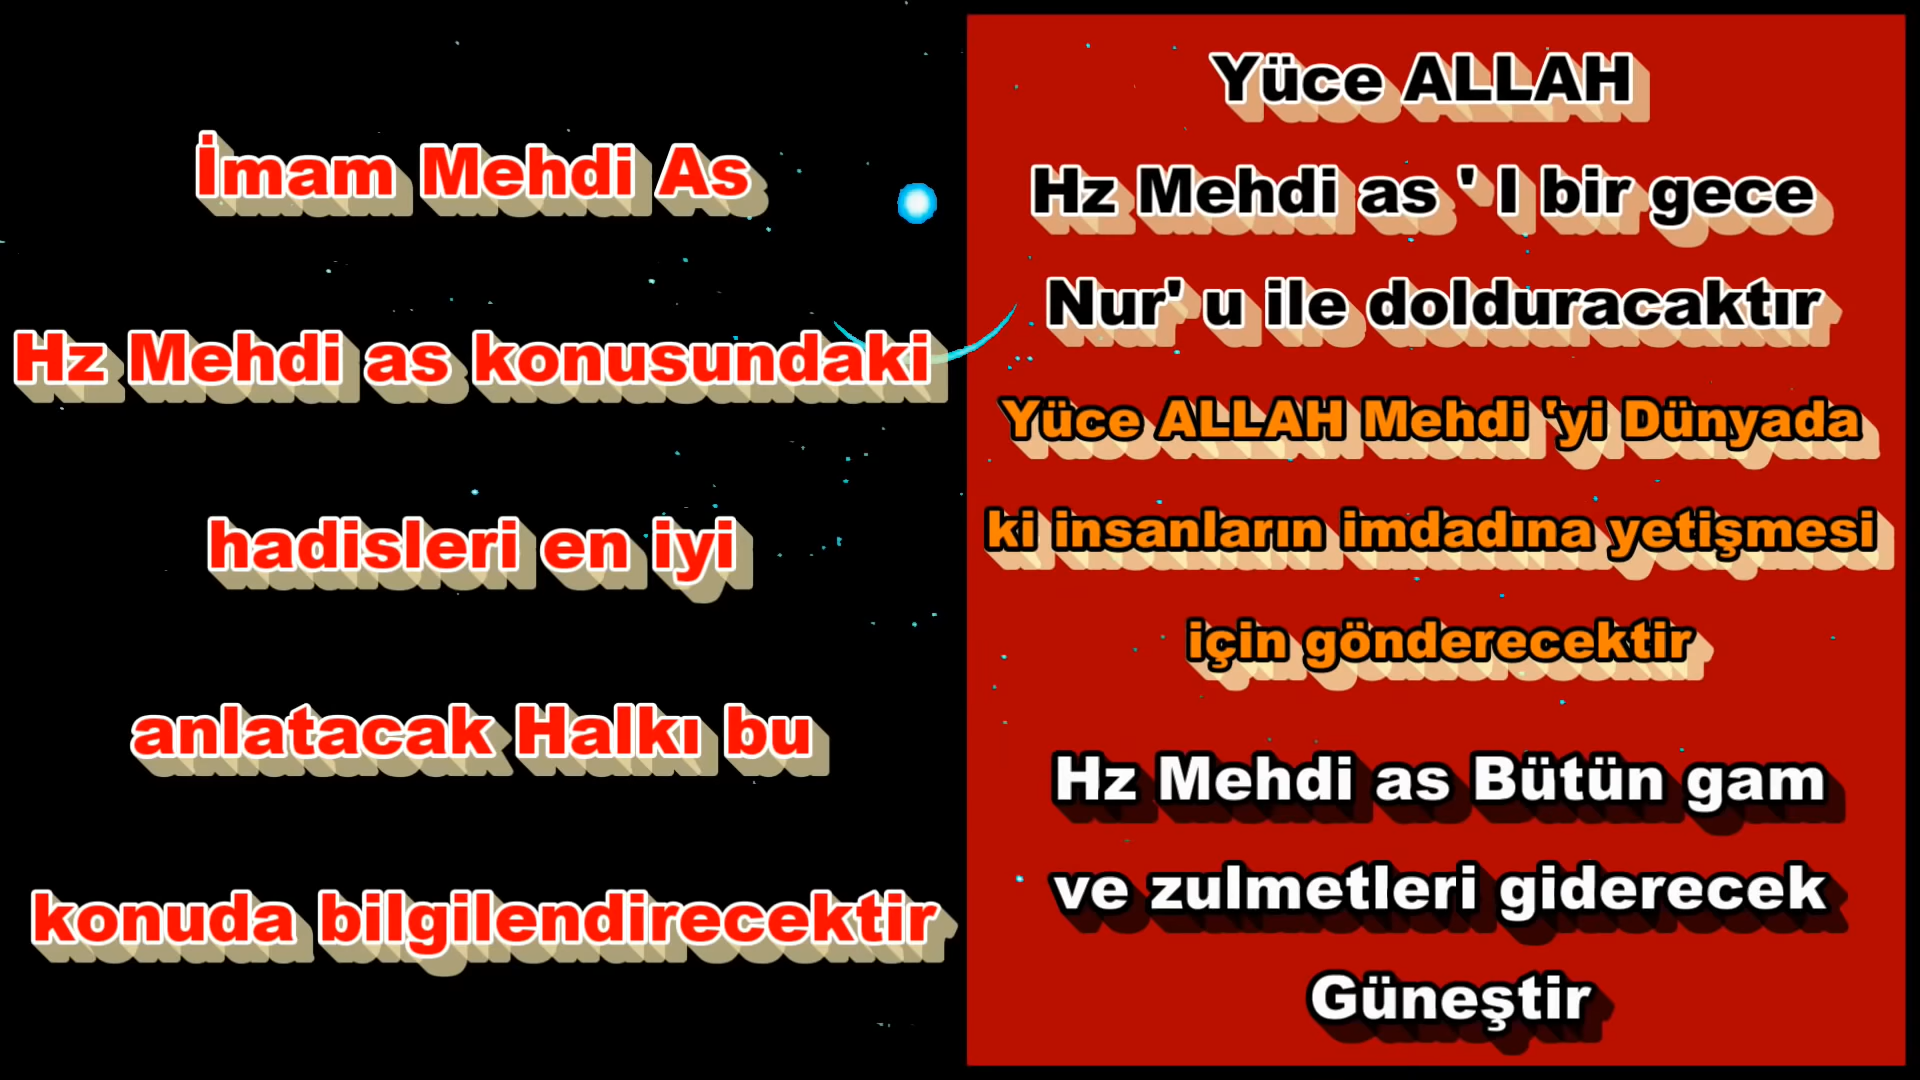 İmam Mehdi As
Hz Mehdi as konusundaki
hadisleri en iyi
anlatacak Halkı bu
konuda bilgilendirecektir
Yüce ALLAH
Hz Mehdi as ' I bir gece
Nur' u ile dolduracaktır
Yüce ALLAH Mehdi 'yi Dünyada
ki insanların imdadına yetişmesi
için gönderecektir
Hz Mehdi as Bütün gam
ve zulmetleri giderecek
Güneştir